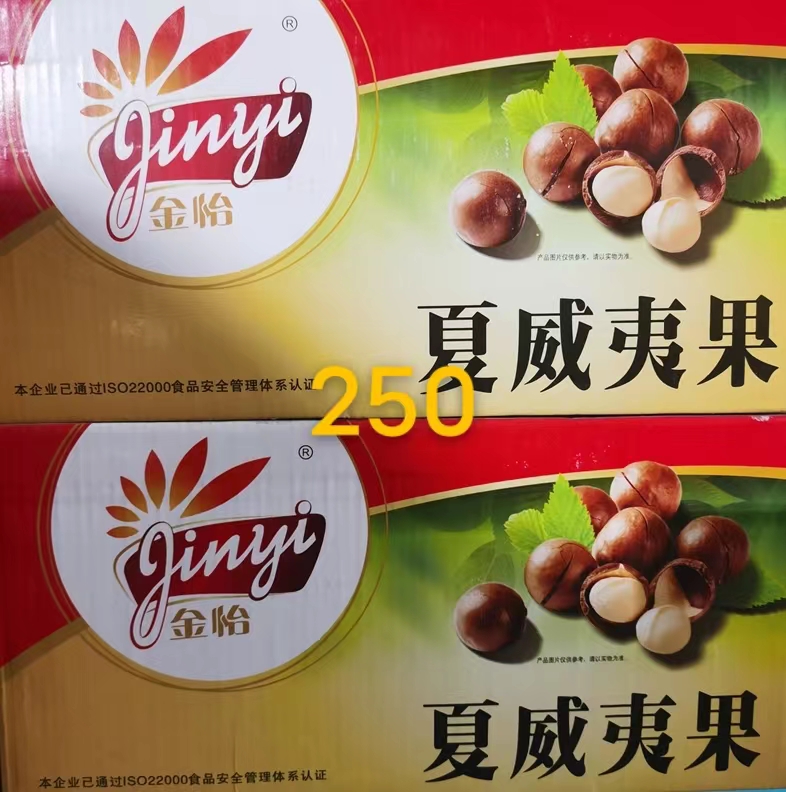 ®
Jinyi
金怡
产品图片仅供参考,请以实物为准.
夏威夷果
本企业已通过ISO22000食品安全管理体系认证
250
®
Jinyi
金怡
产品图片仅供参考,请以实物为准.
夏威夷果
本企业已通过ISO22000食品安全管理体系认证